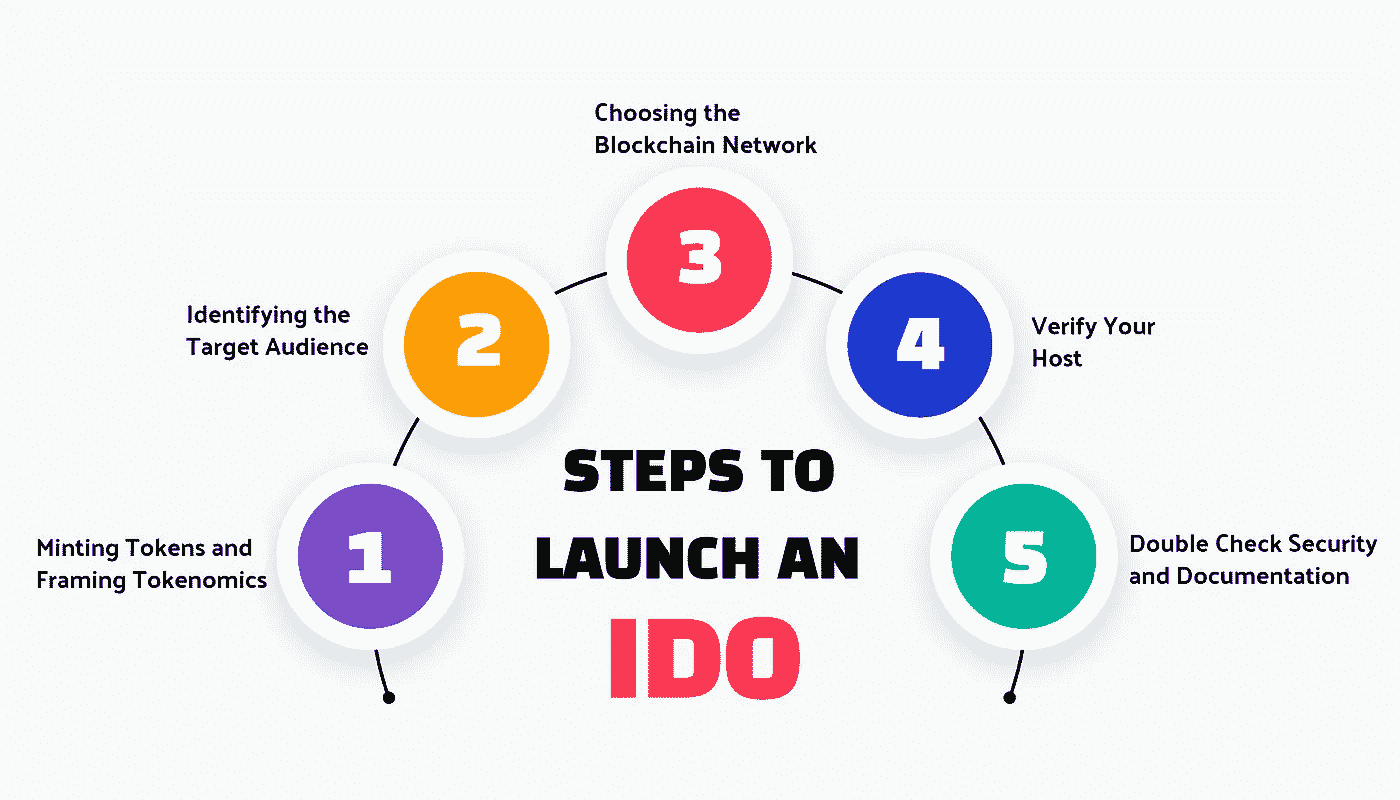 Choosing the
Blockchain Network
3
Identifying the
Target Audience
2
4
Verify Your
Host
STEPS TO
LAUNCH AN
IDO
Minting Tokens and
Framing Tokenomics
1
5
Double Check Security
and Documentation